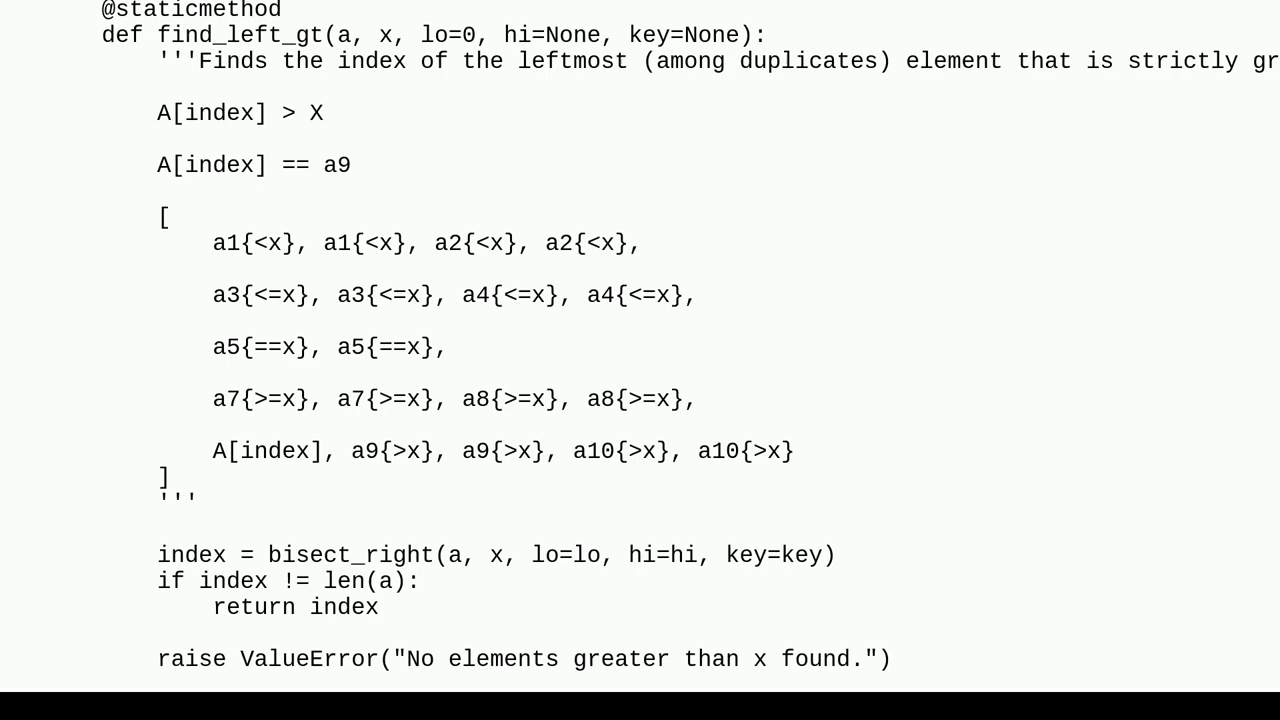 @staticmethod
def find_left_gt(a, x, lo=0, hi=None, key=None):
'''Finds the index of the leftmost (among duplicates) element that is strictly gr
A[index] > X
A[index] == a9
[
a1{<x}, a1{<x}, a2{<x}, a2{<x},
a3{<=x}, a3{<=x}, a4{<=x}, a4{<=x},
a5{==x}, a5{==x},
a7{>=x}, a7{>=x}, a8{>=x}, a8{>=x},
A[index], a9{>x}, a9{>x}, a10{>x}, a10{>x}
]
'''
index = bisect_right(a, x, lo=lo, hi=hi, key=key)
if index != len(a):
return index
raise ValueError("No elements greater than x found.")